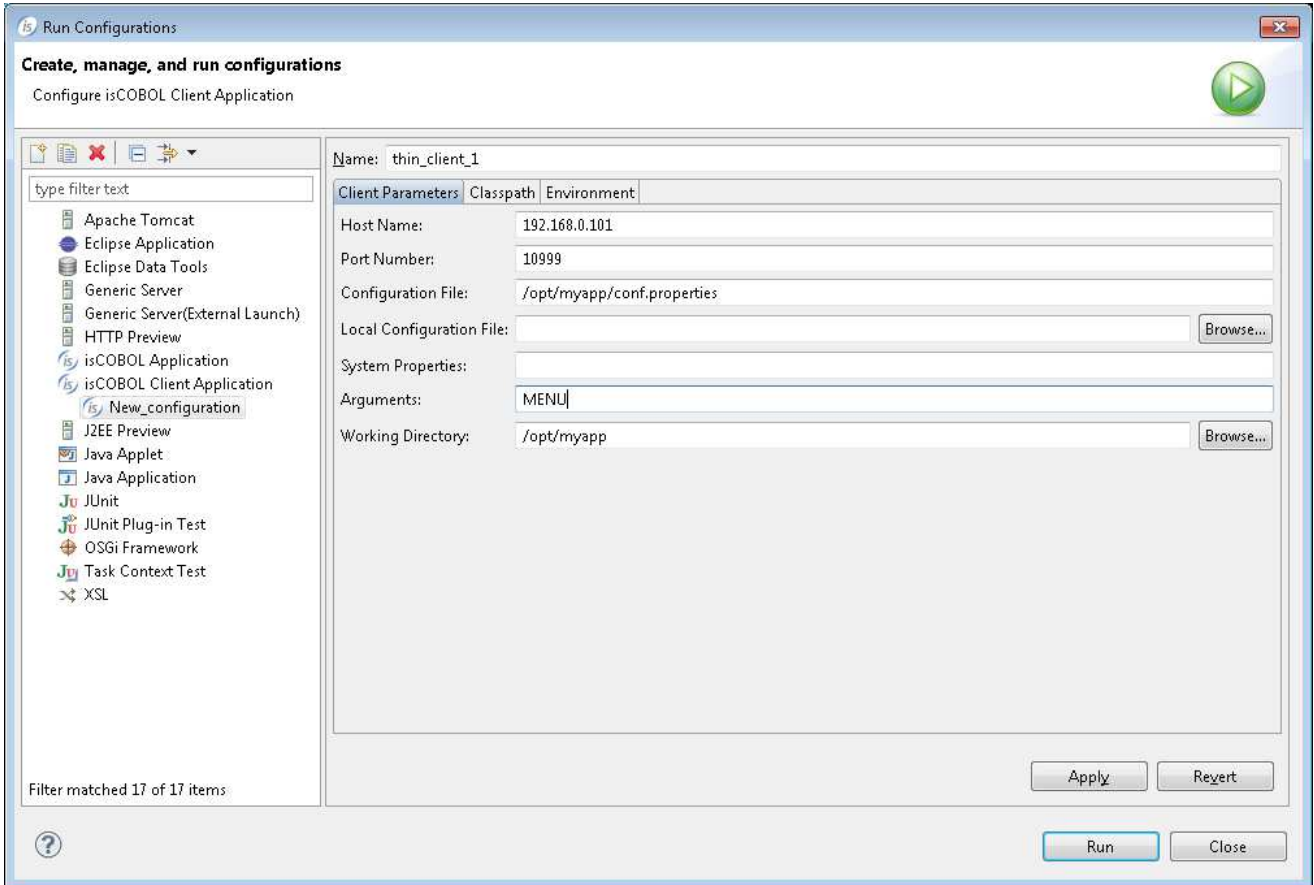 Run Configurations
Create, manage, and run configurations
Configure isCOBOL Client Application
type filter text
Apache Tomcat
Eclipse Application
Eclipse Data Tools
Generic Server
Generic Server(External Launch)
HTTP Preview
isCOBOL Application
isCOBOL Client Application
New_configuration
J2EE Preview
Java Applet
Java Application
JUnit
JUnit Plug-in Test
OSGi Framework
Task Context Test
XSL
Filter matched 17 of 17 items
Name: thin_client_1
Client Parameters Classpath Environment
Host Name: 192.168.0.101
Port Number: 10999
Configuration File: /opt/myapp/conf.properties
Local Configuration File: Browse...
System Properties:
Arguments: MENU
Working Directory: /opt/myapp Browse...
Apply Revert
Run Close